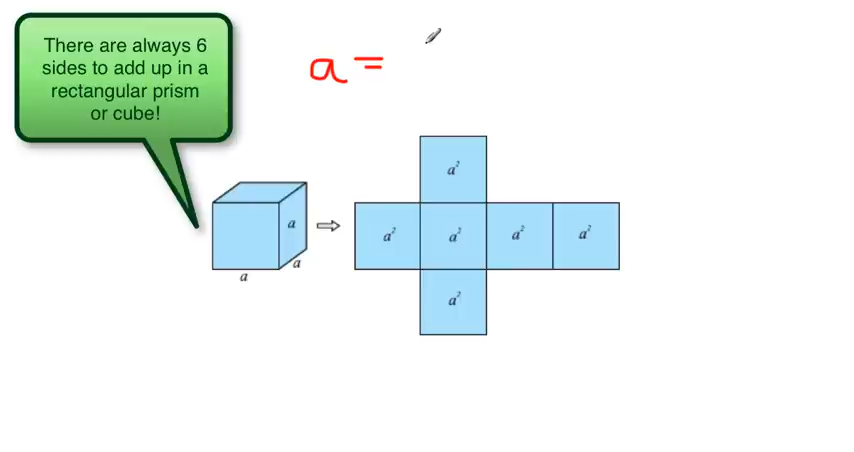 There are always 6
sides to add up in a
rectangular prism
or cube!
a =
a²
a² a² a² a²
a²
a
a
a